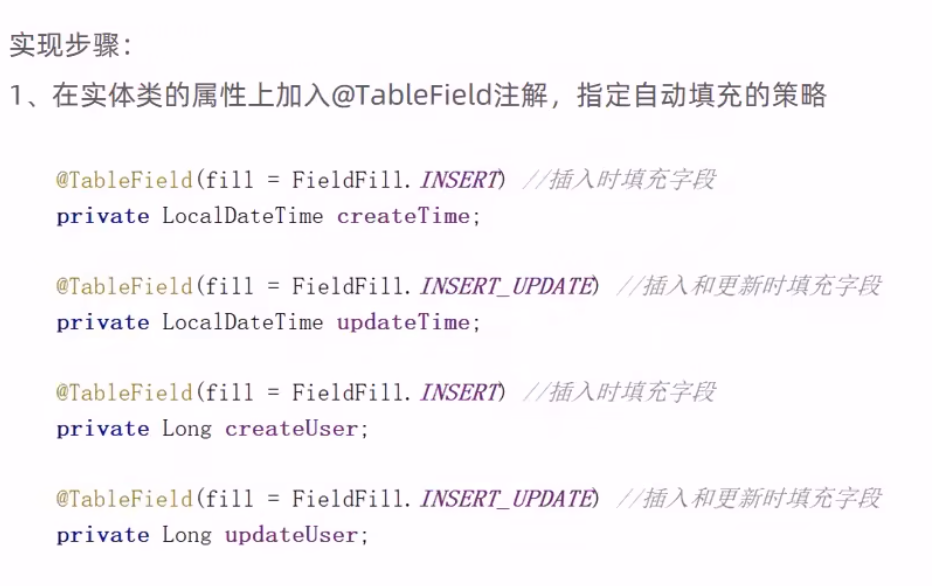 实现步骤：
1、在实体类的属性上加入@TableField注解，指定自动填充的策略
@TableField(fill = FieldFill.INSERT) //插入时填充字段
private LocalDateTime createTime;
@TableField(fill = FieldFill.INSERT_UPDATE) //插入和更新时填充字段
private LocalDateTime updateTime;
@TableField(fill = FieldFill.INSERT) //插入时填充字段
private Long createUser;
@TableField(fill = FieldFill.INSERT_UPDATE) //插入和更新时填充字段
private Long updateUser;